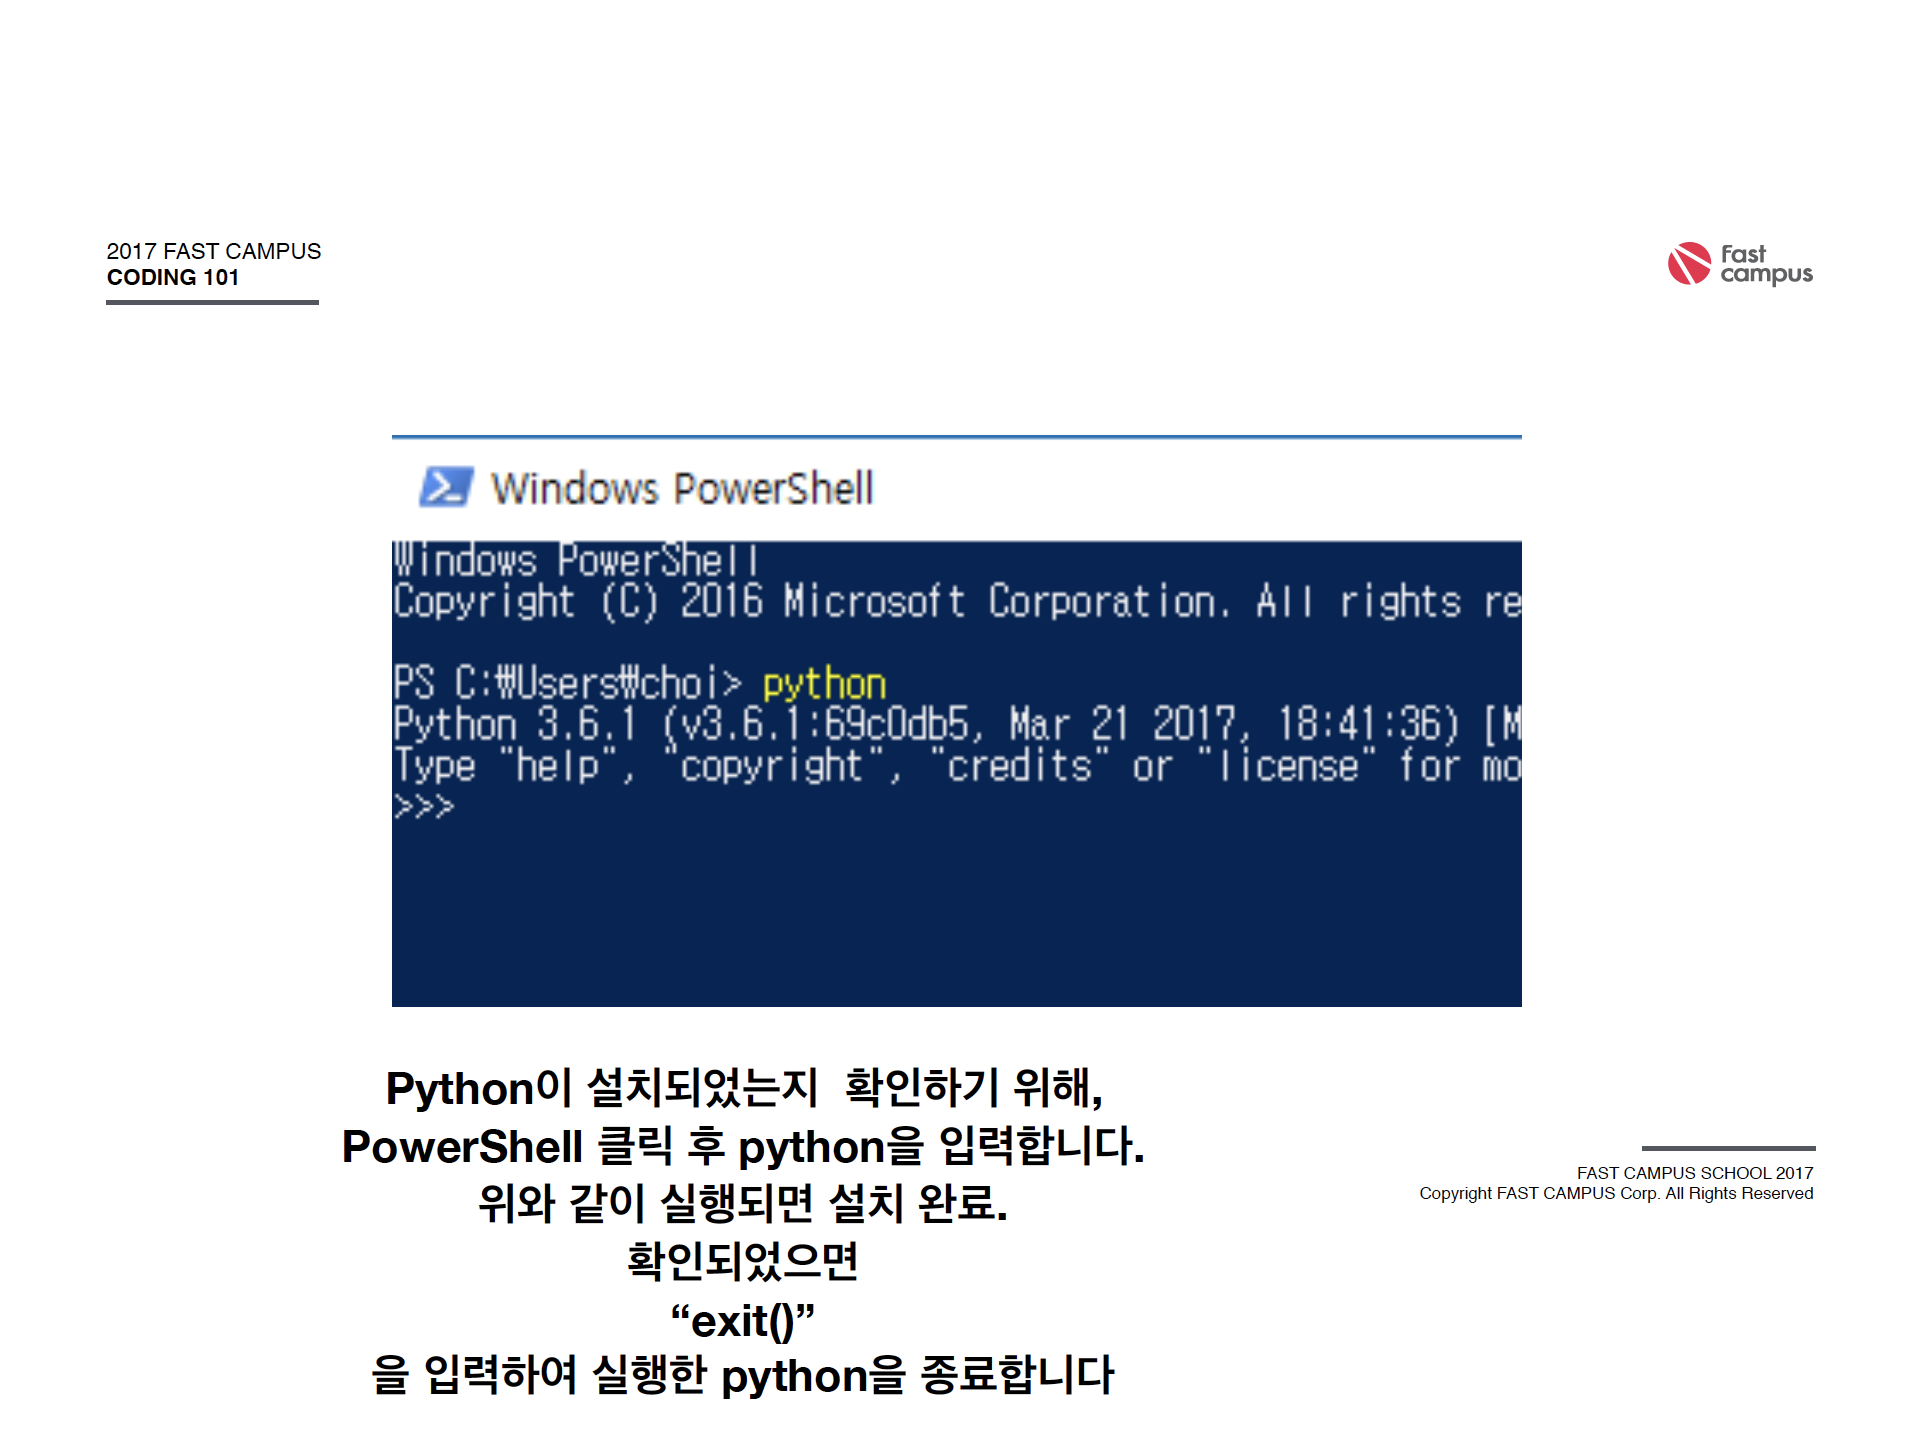 2017 FAST CAMPUS
CODING 101
fast
campus
Windows PowerShell
Windows PowerShell
Copyright (C) 2016 Microsoft Corporation. All rights re
PS C:₩Users₩choi> python
Python 3.6.1 (v3.6.1:69c0db5, Mar 21 2017, 18:41:36) [M
Type "help", "copyright", "credits" or "license" for mo
>>>
Python이 설치되었는지  확인하기 위해,
PowerShell 클릭 후 python을 입력합니다.
위와 같이 실행되면 설치 완료.
확인되었으면
“exit()”
을 입력하여 실행한 python을 종료합니다
FAST CAMPUS SCHOOL 2017
Copyright FAST CAMPUS Corp. All Rights Reserved